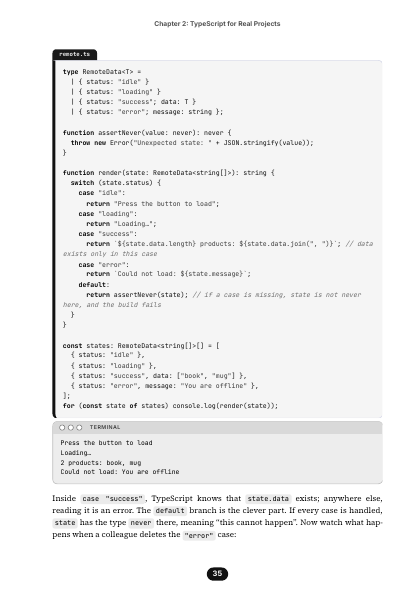 Chapter 2: TypeScript for Real Projects
remote.ts
type RemoteData<T> =
  | { status: "idle" }
  | { status: "loading" }
  | { status: "success"; data: T }
  | { status: "error"; message: string };

function assertNever(value: never): never {
  throw new Error("Unexpected state: " + JSON.stringify(value));
}

function render(state: RemoteData<string[]>): string {
  switch (state.status) {
    case "idle":
      return "Press the button to load";
    case "loading":
      return "Loading…";
    case "success":
      return `${state.data.length} products: ${state.data.join(", ")}`; // data
exists only in this case
    case "error":
      return `Could not load: ${state.message}`;
    default:
      return assertNever(state); // if a case is missing, state is not never
here, and the build fails
  }
}

const states: RemoteData<string[]>[] = [
  { status: "idle" },
  { status: "loading" },
  { status: "success", data: ["book", "mug"] },
  { status: "error", message: "You are offline" },
];
for (const state of states) console.log(render(state));
TERMINAL
Press the button to load
Loading…
2 products: book, mug
Could not load: You are offline
Inside case "success", TypeScript knows that state.data exists; anywhere else,
reading it is an error. The default branch is the clever part. If every case is handled,
state has the type never there, meaning “this cannot happen”. Now watch what hap-
pens when a colleague deletes the "error" case:
35